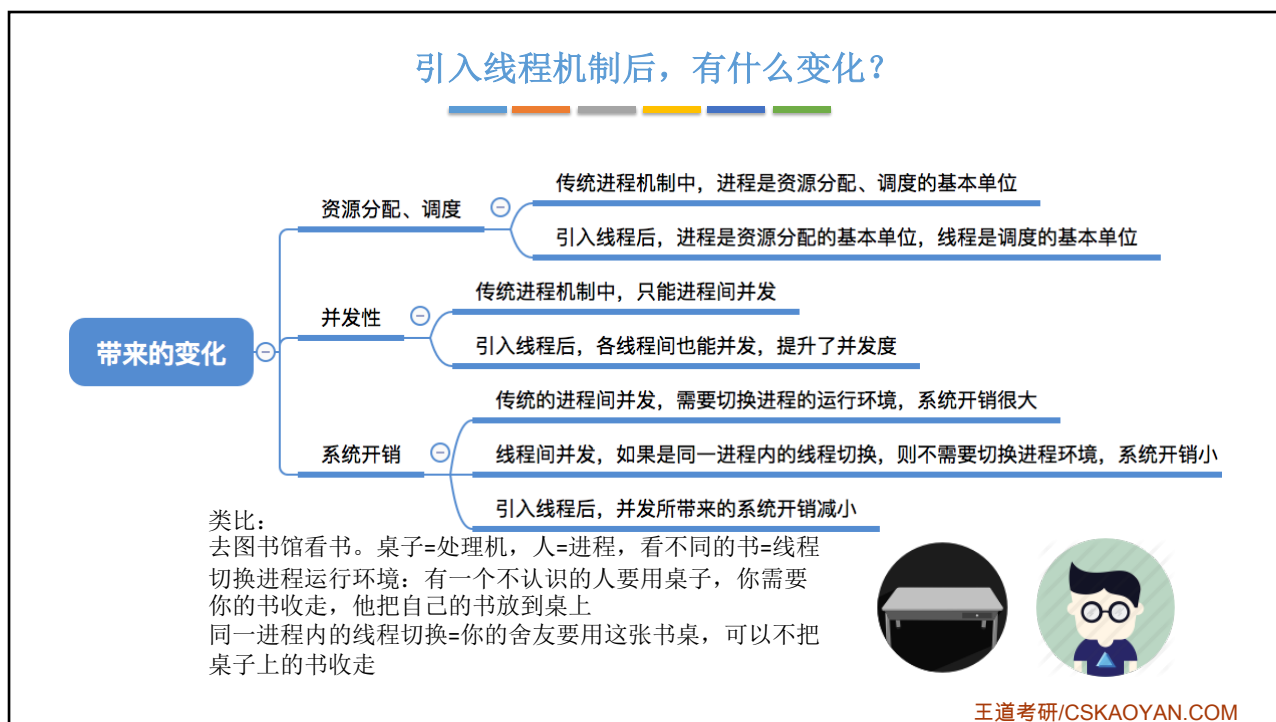 引入线程机制后，有什么变化？
传统进程机制中，进程是资源分配、调度的基本单位
资源分配、调度
引入线程后，进程是资源分配的基本单位，线程是调度的基本单位
传统进程机制中，只能进程间并发
并发性
引入线程后，各线程间也能并发，提升了并发度
带来的变化
传统的进程间并发，需要切换进程的运行环境，系统开销很大
系统开销
线程间并发，如果是同一进程内的线程切换，则不需要切换进程环境，系统开销小
引入线程后，并发所带来的系统开销减小
类比：
去图书馆看书。桌子=处理机，人=进程，看不同的书=线程
切换进程运行环境：有一个不认识的人要用桌子，你需要
你的书收走，他把自己的书放到桌上
同一进程内的线程切换=你的舍友要用这张书桌，可以不把
桌子上的书收走
王道考研/CSKAOYAN.COM